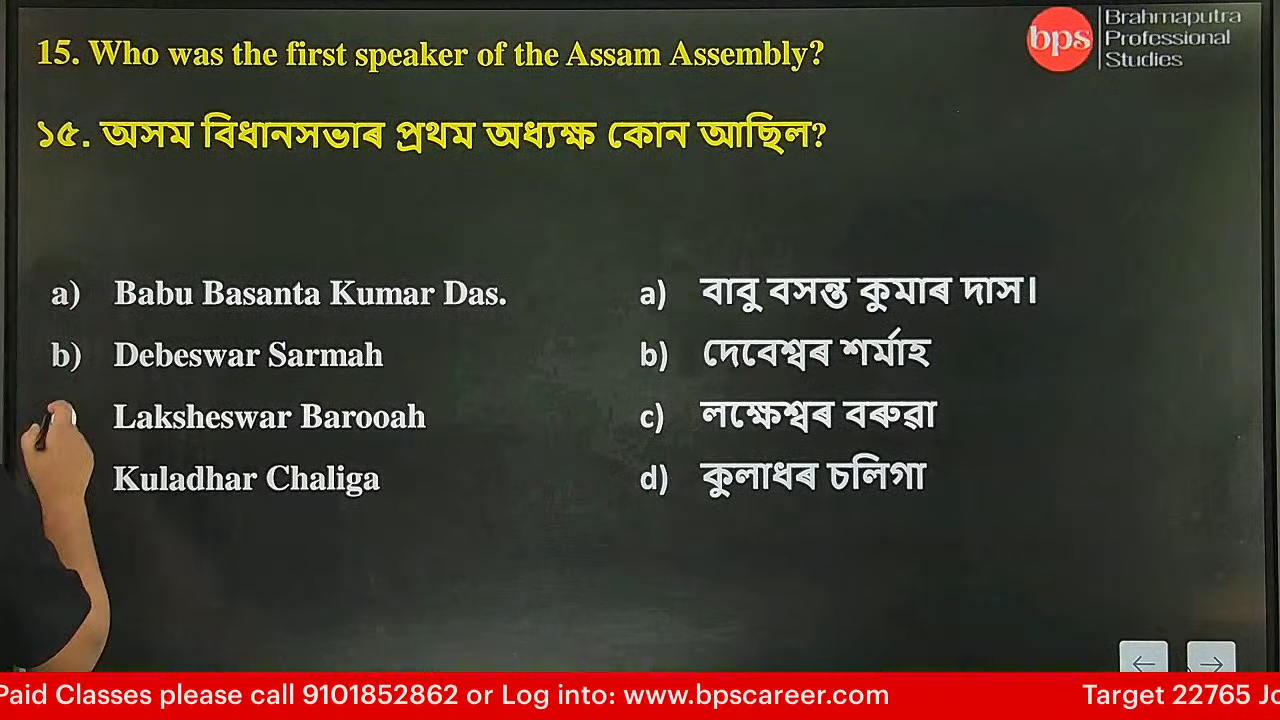 15. Who was the first speaker of the Assam Assembly?
bps
Brahmaputra
Professional
Studies
১৫. অসম বিধানসভাৰ প্ৰথম অধ্যক্ষ কোন আছিল?
a) Babu Basanta Kumar Das.
b) Debeswar Sarmah
Laksheswar Barooah
Kuladhar Chaliga
a) বাবু বসন্ত কুমাৰ দাস।
b) দেবেশ্বৰ শৰ্মাহ
c) লক্ষেশ্বৰ বৰুৱা
d) কুলাধৰ চলিগা
Paid Classes please call 9101852862 or Log into: www.bpscareer.com
Target 22765